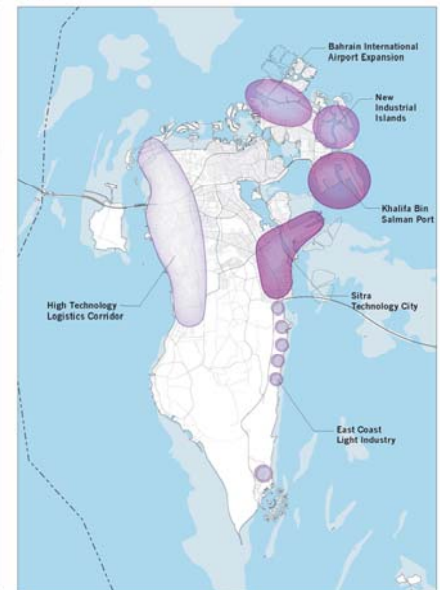 Bahrain International
Airport Expansion
New
Industrial
Islands
Khalifa Bin
Salman Port
High Technology
Logistics Corridor
Sitra
Technology City
East Coast
Light Industry